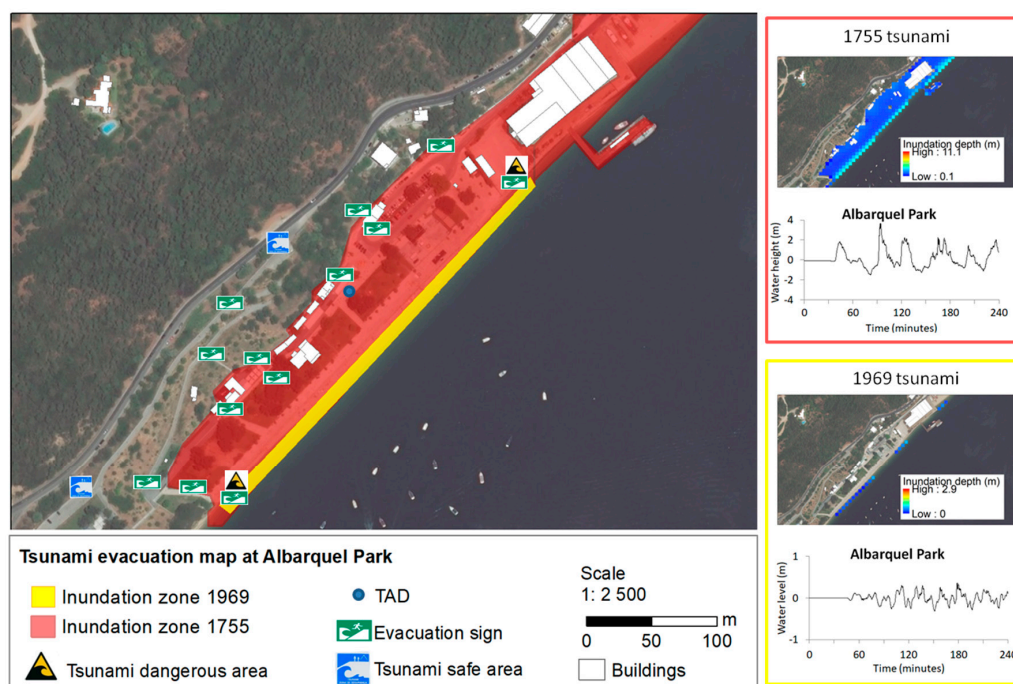 Tsunami evacuation map at Albarquel Park
Inundation zone 1969
Inundation zone 1755
Tsunami dangerous area
TAD
Evacuation sign
Tsunami safe area
Scale
1: 2 500
m
0 50 100
Buildings
1755 tsunami
Inundation depth (m)
High : 11.1
Low : 0.1
Albarquel Park
Water height (m)
4
2
0
-2
-4
0 60 120 180 240
Time (minutes)
1969 tsunami
Inundation depth (m)
High : 2.9
Low : 0
Albarquel Park
Water level (m)
1
0
-1
0 60 120 180 240
Time (minutes)